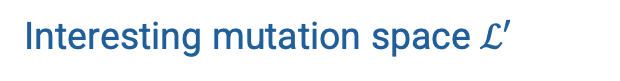 Interesting mutation space ℒ′